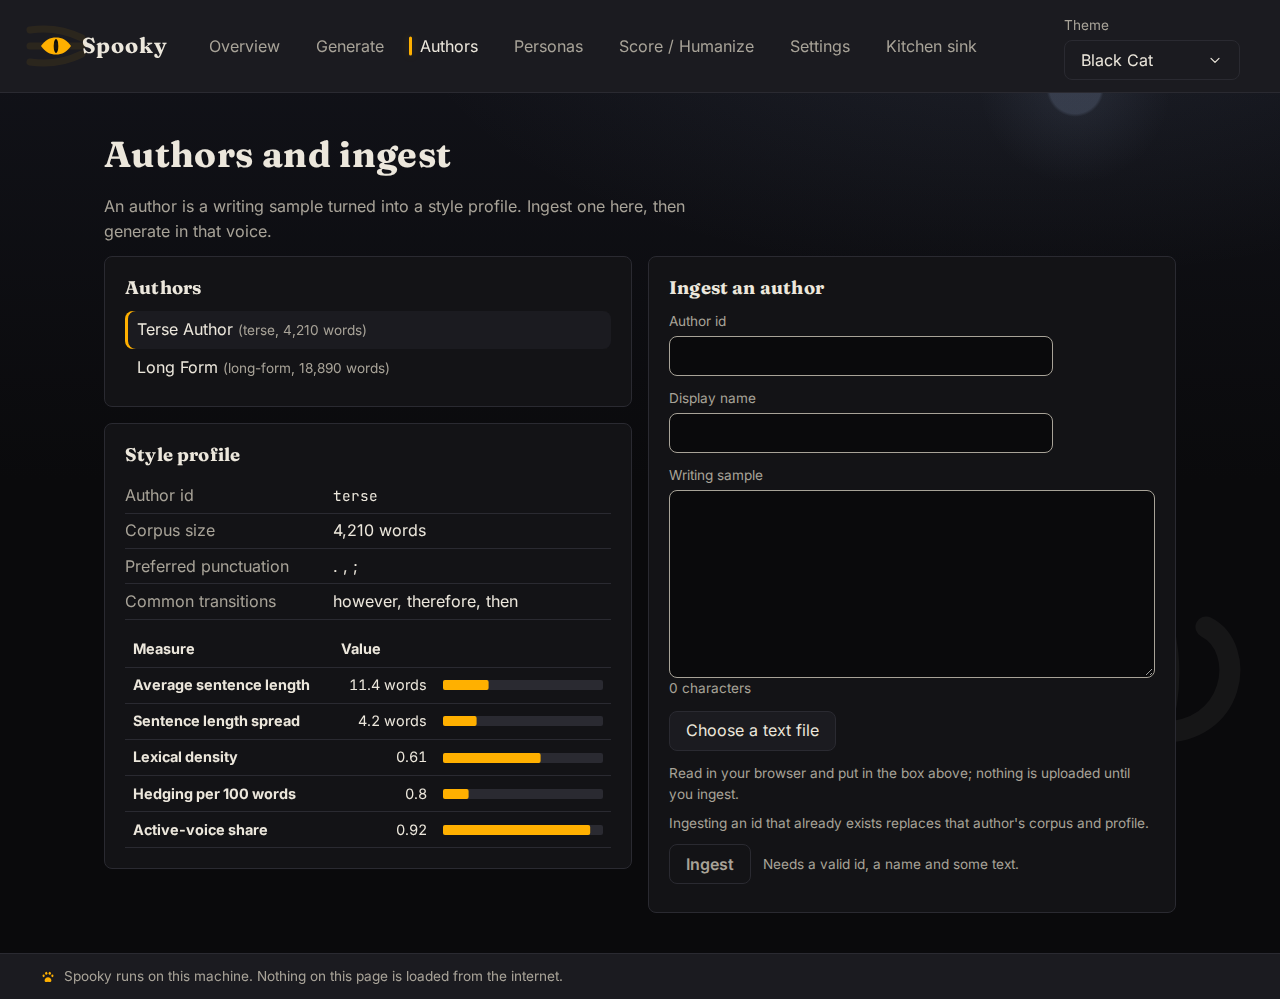 Spooky
Overview
Generate
Authors
Personas
Score / Humanize
Settings
Kitchen sink
Theme
Black Cat
Authors and ingest
An author is a writing sample turned into a style profile. Ingest one here, then
generate in that voice.
Authors
Terse Author (terse, 4,210 words)
Long Form (long-form, 18,890 words)
Style profile
Author id terse
Corpus size 4,210 words
Preferred punctuation . , ;
Common transitions however, therefore, then
Measure Value
Average sentence length 11.4 words
Sentence length spread 4.2 words
Lexical density 0.61
Hedging per 100 words 0.8
Active-voice share 0.92
Ingest an author
Author id
Display name
Writing sample
0 characters
Choose a text file
Read in your browser and put in the box above; nothing is uploaded until
you ingest.
Ingesting an id that already exists replaces that author's corpus and profile.
Ingest Needs a valid id, a name and some text.
Spooky runs on this machine. Nothing on this page is loaded from the internet.